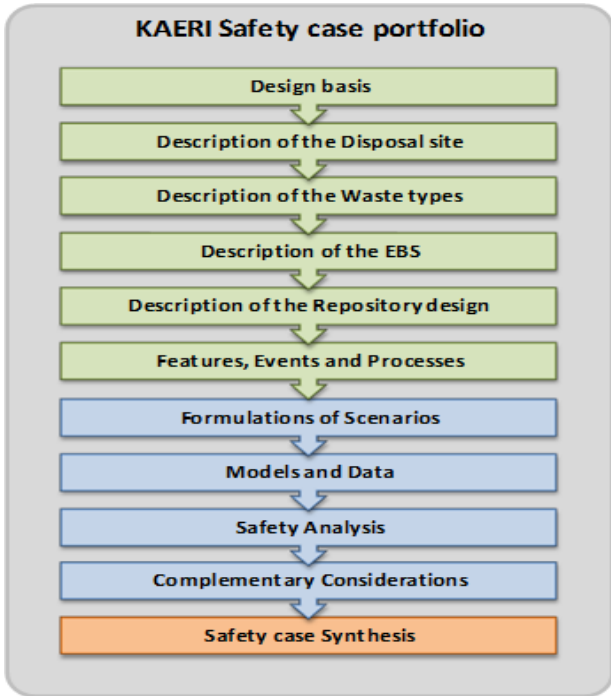 KAERI Safety case portfolio
Design basis
Description of the Disposal site
Description of the Waste types
Description of the EBS
Description of the Repository design
Features, Events and Processes
Formulations of Scenarios
Models and Data
Safety Analysis
Complementary Considerations
Safety case Synthesis